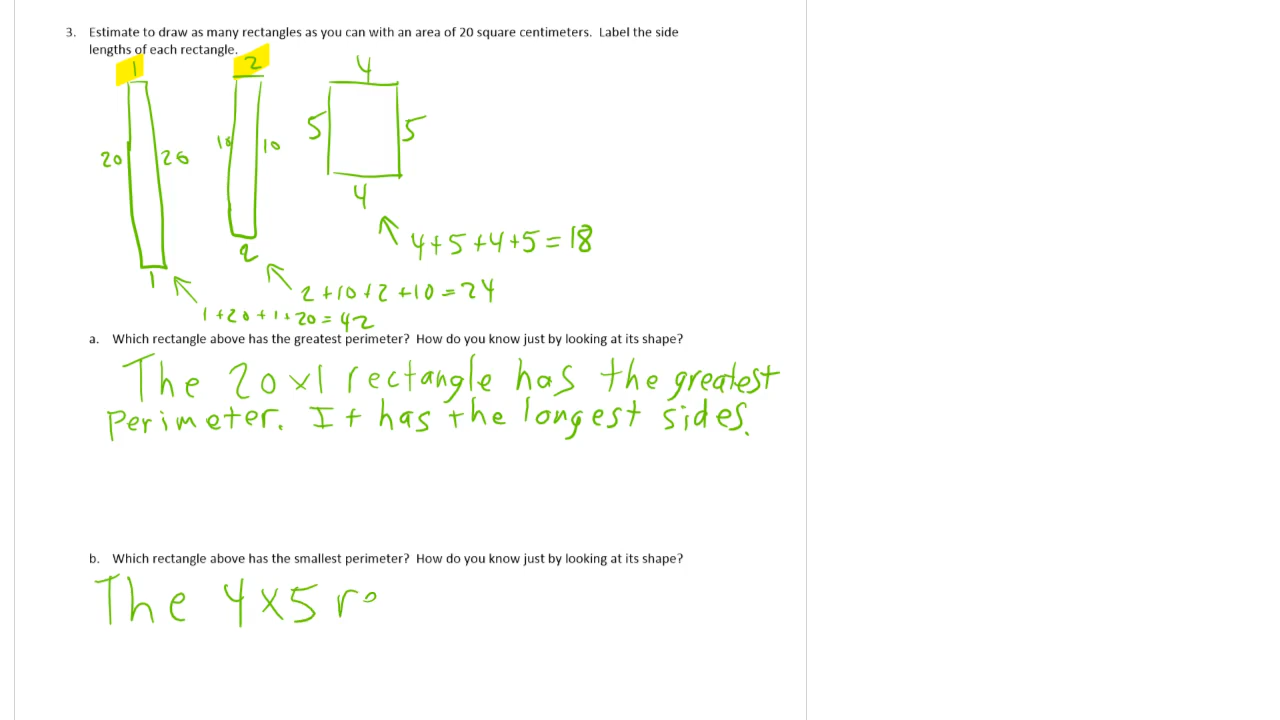 3. Estimate to draw as many rectangles as you can with an area of 20 square centimeters. Label the side
lengths of each rectangle.
1 2 4
20 20 10 10 5 5
4
2
1
4+5+4+5=18
2+10+2+10=24
1+20+1+20=42
a. Which rectangle above has the greatest perimeter? How do you know just by looking at its shape?
The 20x1 rectangle has the greatest
perimeter. It has the longest sides.
b. Which rectangle above has the smallest perimeter? How do you know just by looking at its shape?
The 4x5 r